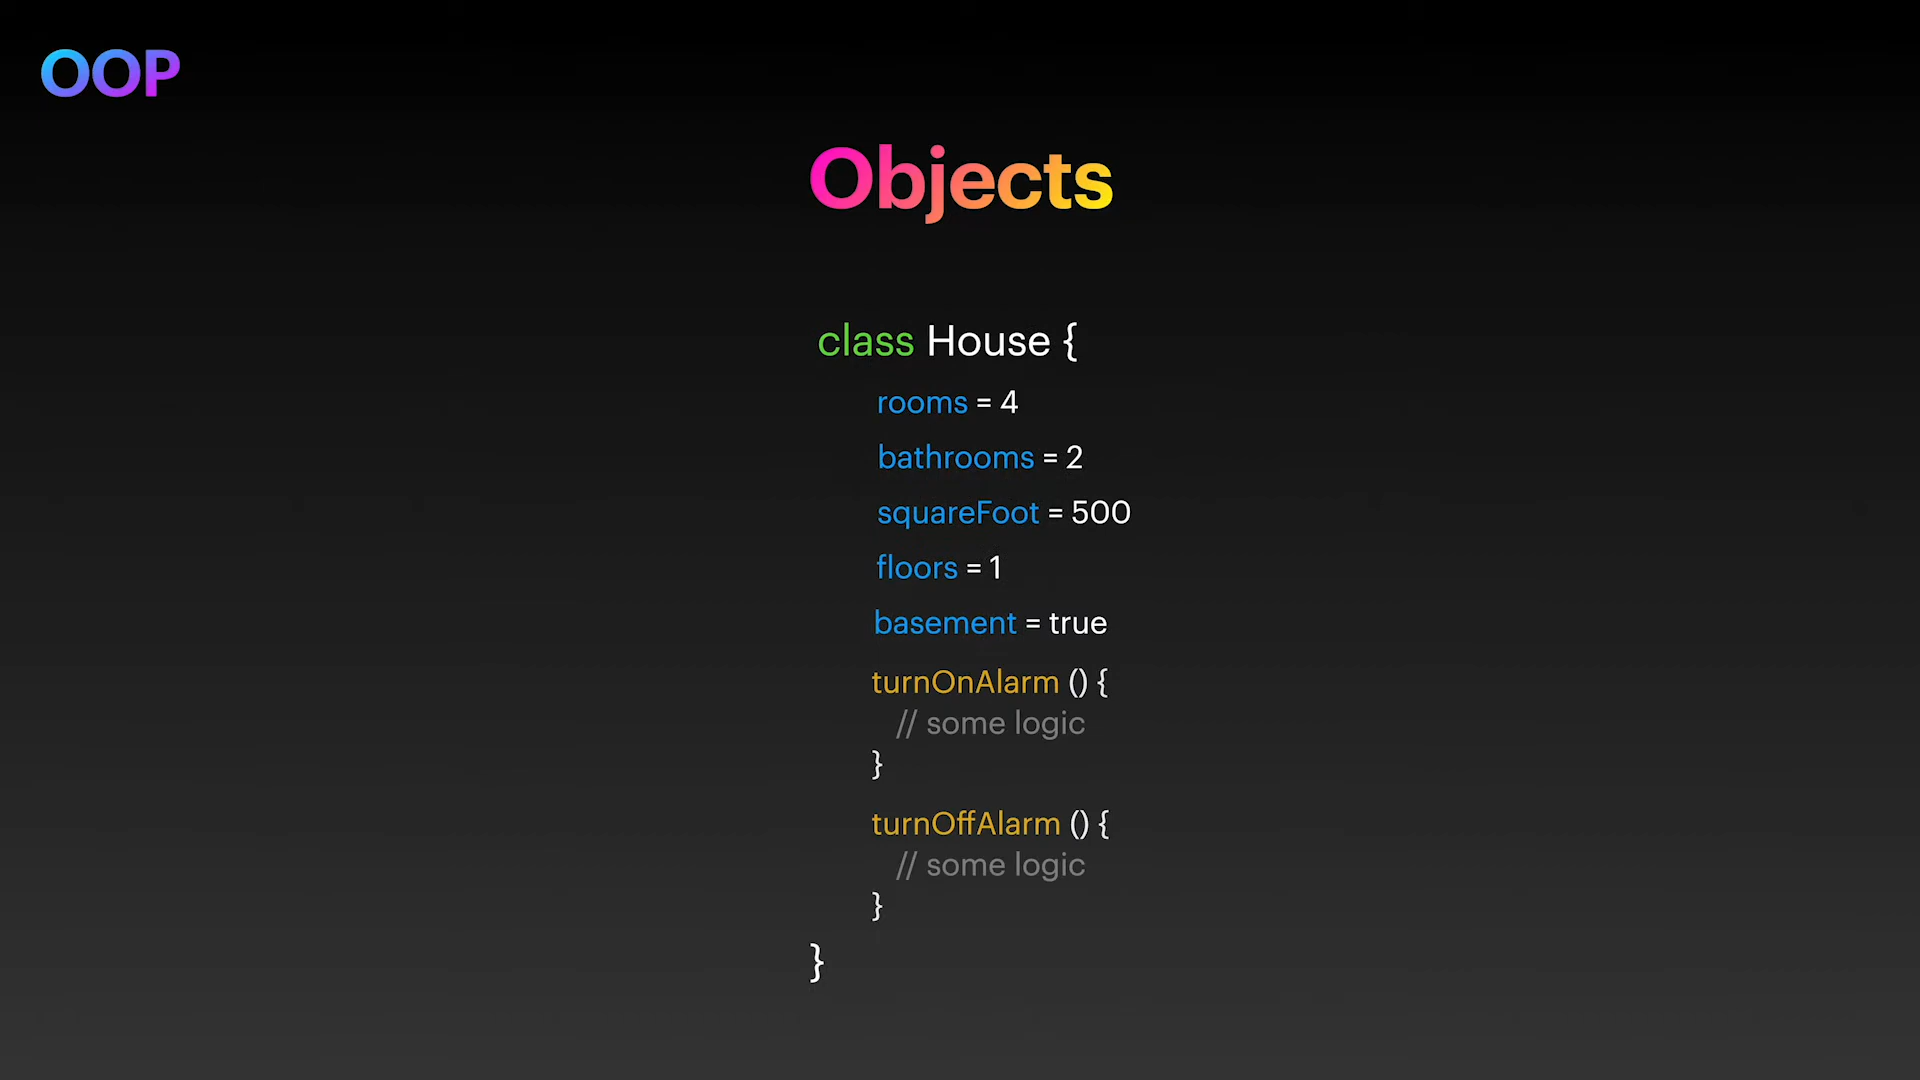 OOP
Objects
class House {
rooms = 4
bathrooms = 2
squareFoot = 500
floors = 1
basement = true
turnOnAlarm () {
// some logic
}
turnOffAlarm () {
// some logic
}
}